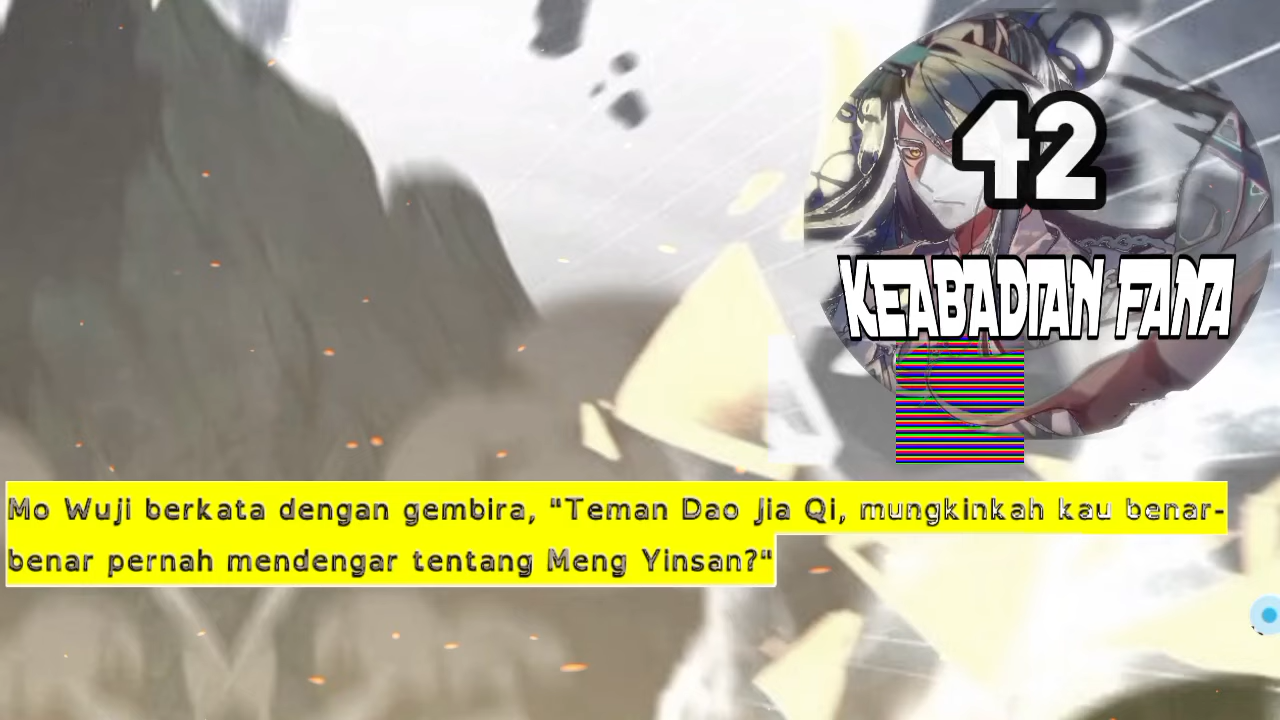 42
KEABADIAN FANA
Mo Wuji berkata dengan gembira, "Teman Dao Jia Qi, mungkinkah kau benar-
benar pernah mendengar tentang Meng Yinsan?"